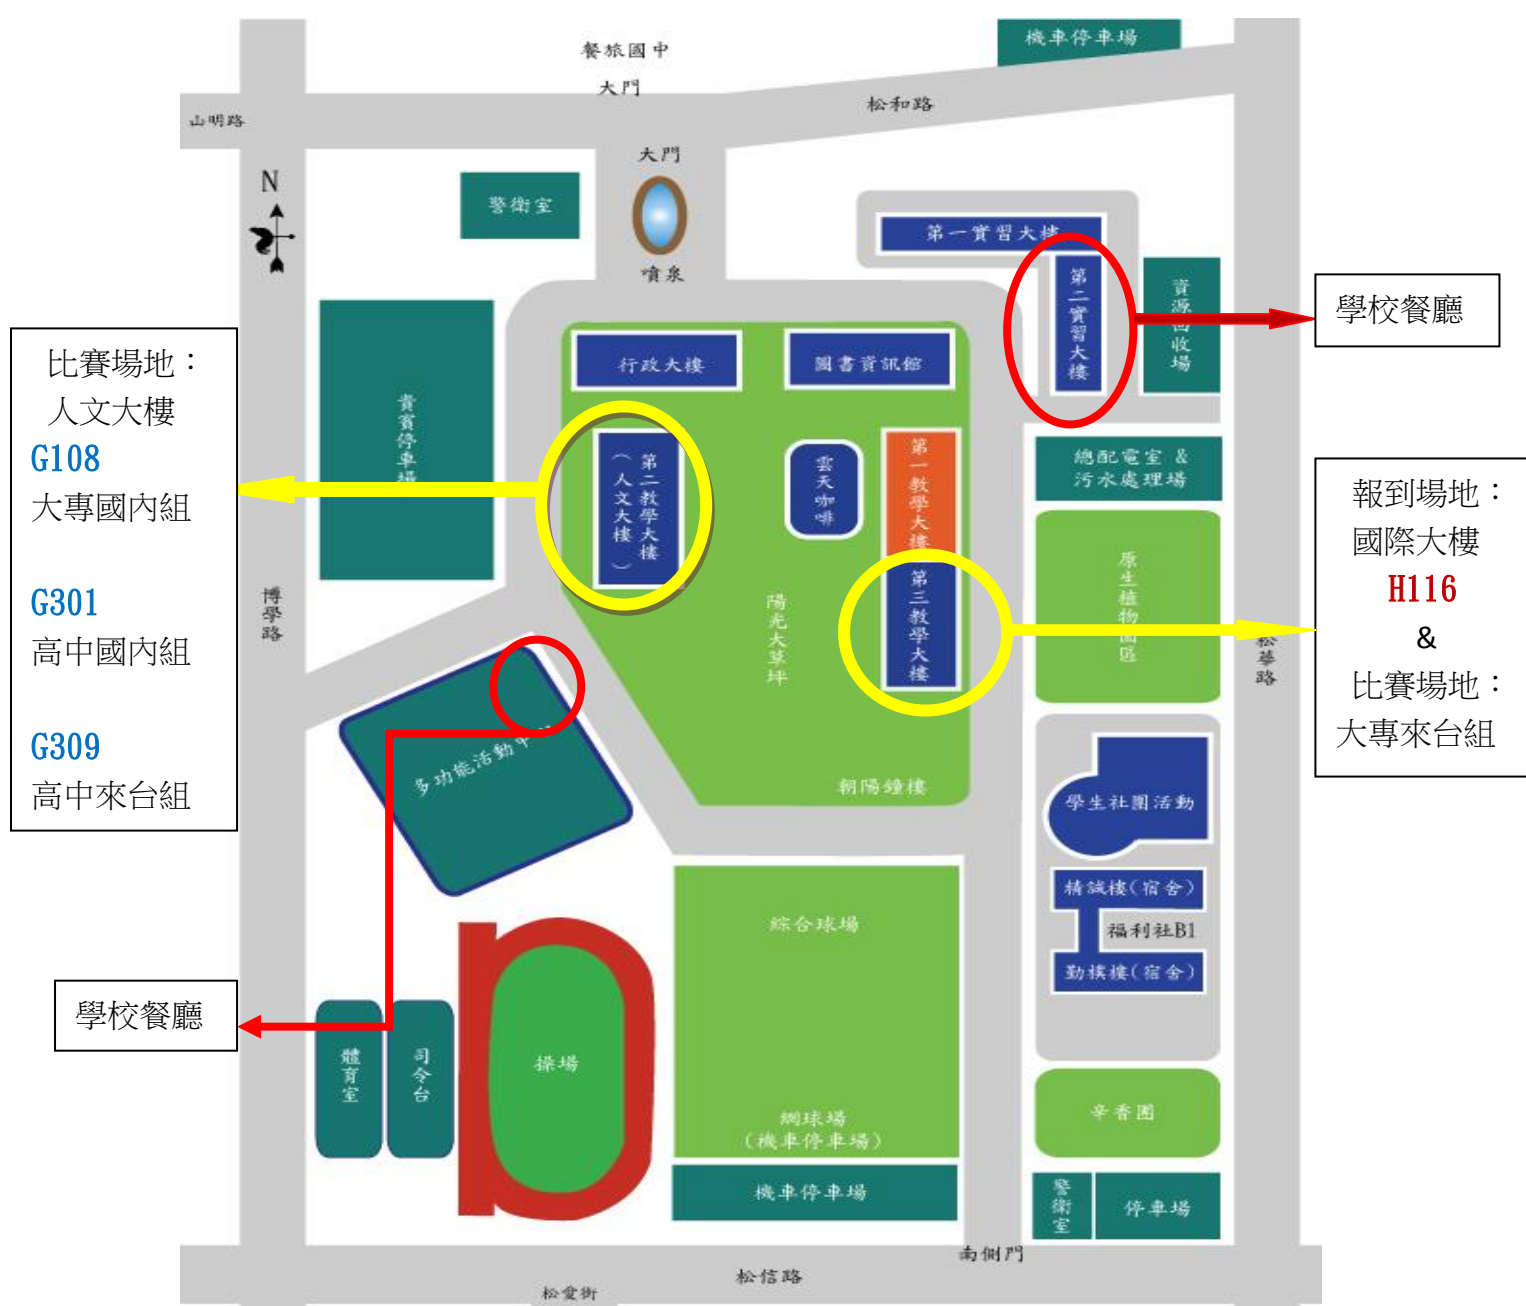 機車停車場
餐旅國中
大門
松和路
山明路
大門
N
警衛室
噴泉
第一實習大樓
第二實習大樓
資源回收場
學校餐廳
比賽場地：
人文大樓
G108
大專國內組
G301
高中國內組
G309
高中來台組
貴賓停車場
行政大樓
圖書資訊館
第二教學大樓
（人文大樓）
雲天咖啡
第一教學大樓
第三教學大樓
總配電室 &
污水處理場
原生植物園區
報到場地：
國際大樓
H116
&
比賽場地：
大專來台組
博學路
陽光大草坪
松華路
多功能活動中
朝陽鐘樓
學生社團活動
精誠樓(宿舍)
福利社B1
勤樸樓(宿舍)
綜合球場
學校餐廳
體育室
司令台
操場
網球場
(機車停車場)
辛香園
機車停車場
警衛室
停車場
南側門
松信路
松愛街